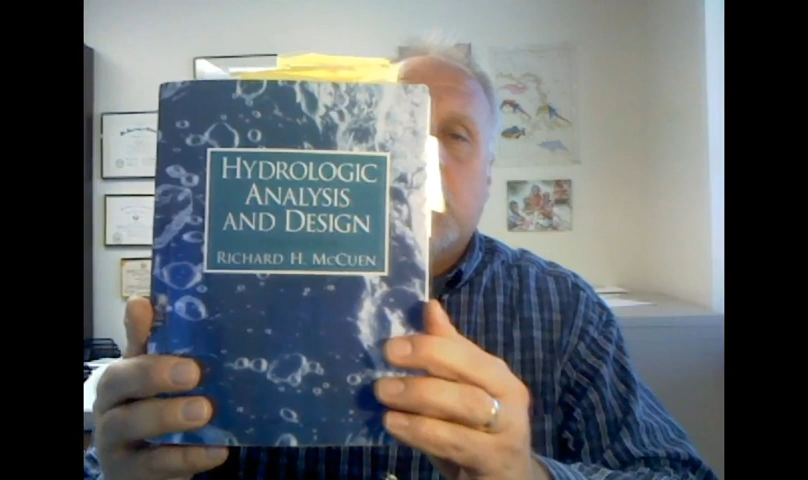 HYDROLOGIC
ANALYSIS
AND DESIGN
RICHARD H. MCCUEN